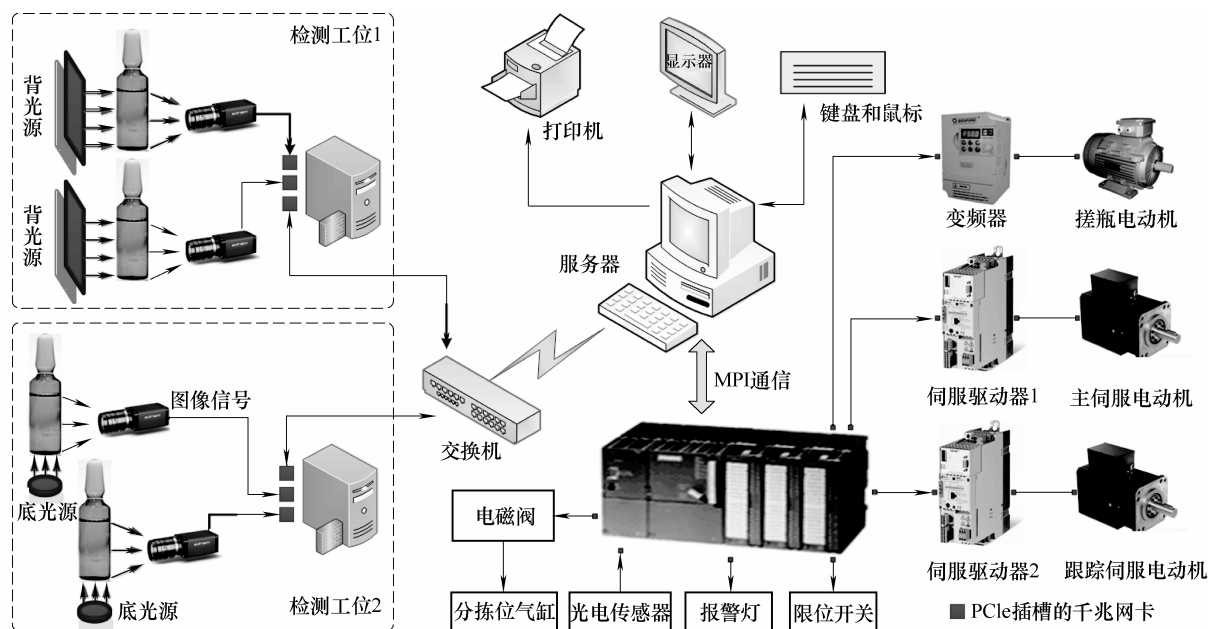 检测工位1
背光源
背光源
打印机
显示器
键盘和鼠标
变频器
搓瓶电动机
服务器
伺服驱动器1
主伺服电动机
MPI通信
交换机
图像信号
底光源
底光源
检测工位2
电磁阀
分拣位气缸
光电传感器
报警灯
限位开关
伺服驱动器2
跟踪伺服电动机
PCIe插槽的千兆网卡